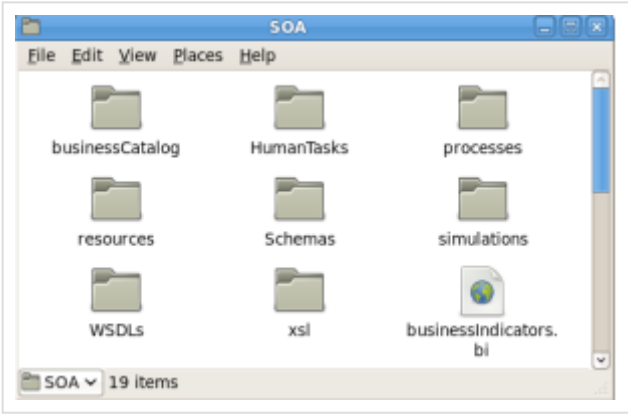 SOA
File Edit View Places Help
businessCatalog HumanTasks processes
resources Schemas simulations
WSDLs xsl businessIndicators.
bi
SOA 19 items